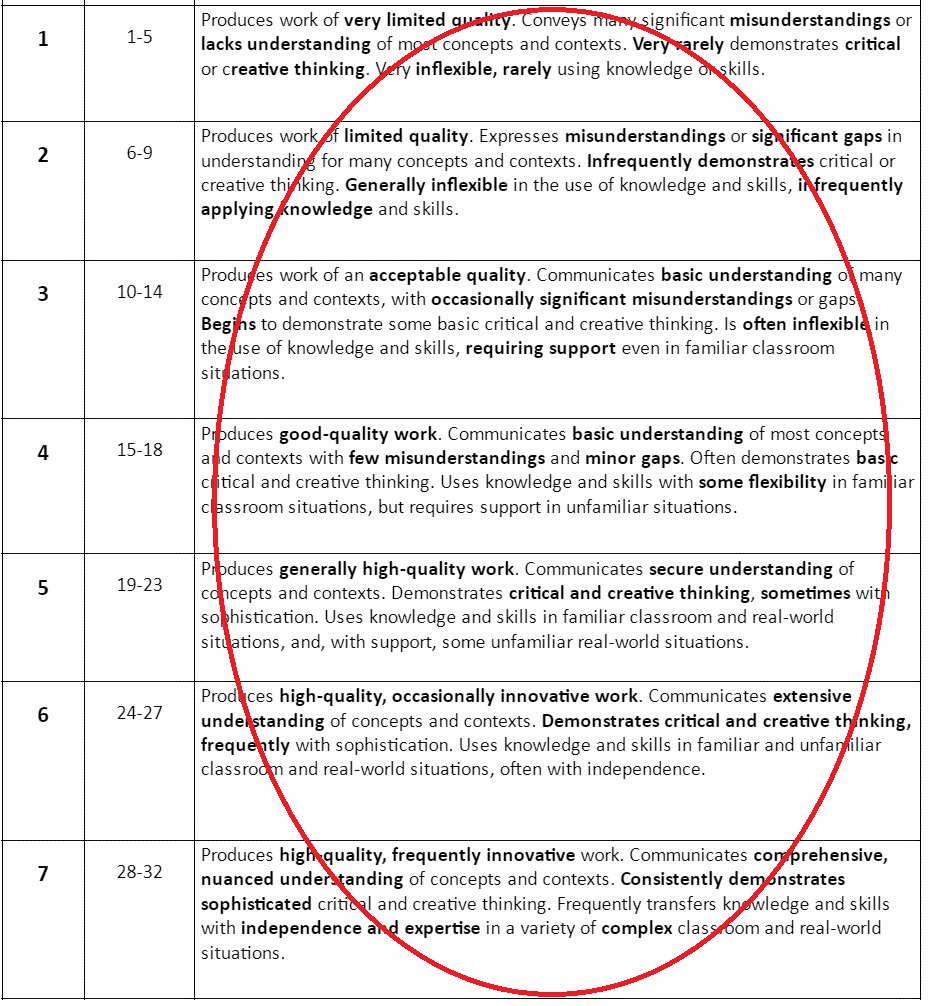 1
1-5
Produces work of very limited quality. Conveys many significant misunderstandings or
lacks understanding of most concepts and contexts. Very rarely demonstrates critical
or creative thinking. Very inflexible, rarely using knowledge or skills.
2
6-9
Produces work of limited quality. Expresses misunderstandings or significant gaps in
understanding for many concepts and contexts. Infrequently demonstrates critical or
creative thinking. Generally inflexible in the use of knowledge and skills, infrequently
applying knowledge and skills.
3
10-14
Produces work of an acceptable quality. Communicates basic understanding of many
concepts and contexts, with occasionally significant misunderstandings or gaps.
Begins to demonstrate some basic critical and creative thinking. Is often inflexible in
the use of knowledge and skills, requiring support even in familiar classroom
situations.
4
15-18
Produces good-quality work. Communicates basic understanding of most concepts
and contexts with few misunderstandings and minor gaps. Often demonstrates basic
critical and creative thinking. Uses knowledge and skills with some flexibility in familiar
classroom situations, but requires support in unfamiliar situations.
5
19-23
Produces generally high-quality work. Communicates secure understanding of
concepts and contexts. Demonstrates critical and creative thinking, sometimes with
sophistication. Uses knowledge and skills in familiar classroom and real-world
situations, and, with support, some unfamiliar real-world situations.
6
24-27
Produces high-quality, occasionally innovative work. Communicates extensive
understanding of concepts and contexts. Demonstrates critical and creative thinking,
frequently with sophistication. Uses knowledge and skills in familiar and unfamiliar
classroom and real-world situations, often with independence.
7
28-32
Produces high-quality, frequently innovative work. Communicates comprehensive,
nuanced understanding of concepts and contexts. Consistently demonstrates
sophisticated critical and creative thinking. Frequently transfers knowledge and skills
with independence and expertise in a variety of complex classroom and real-world
situations.